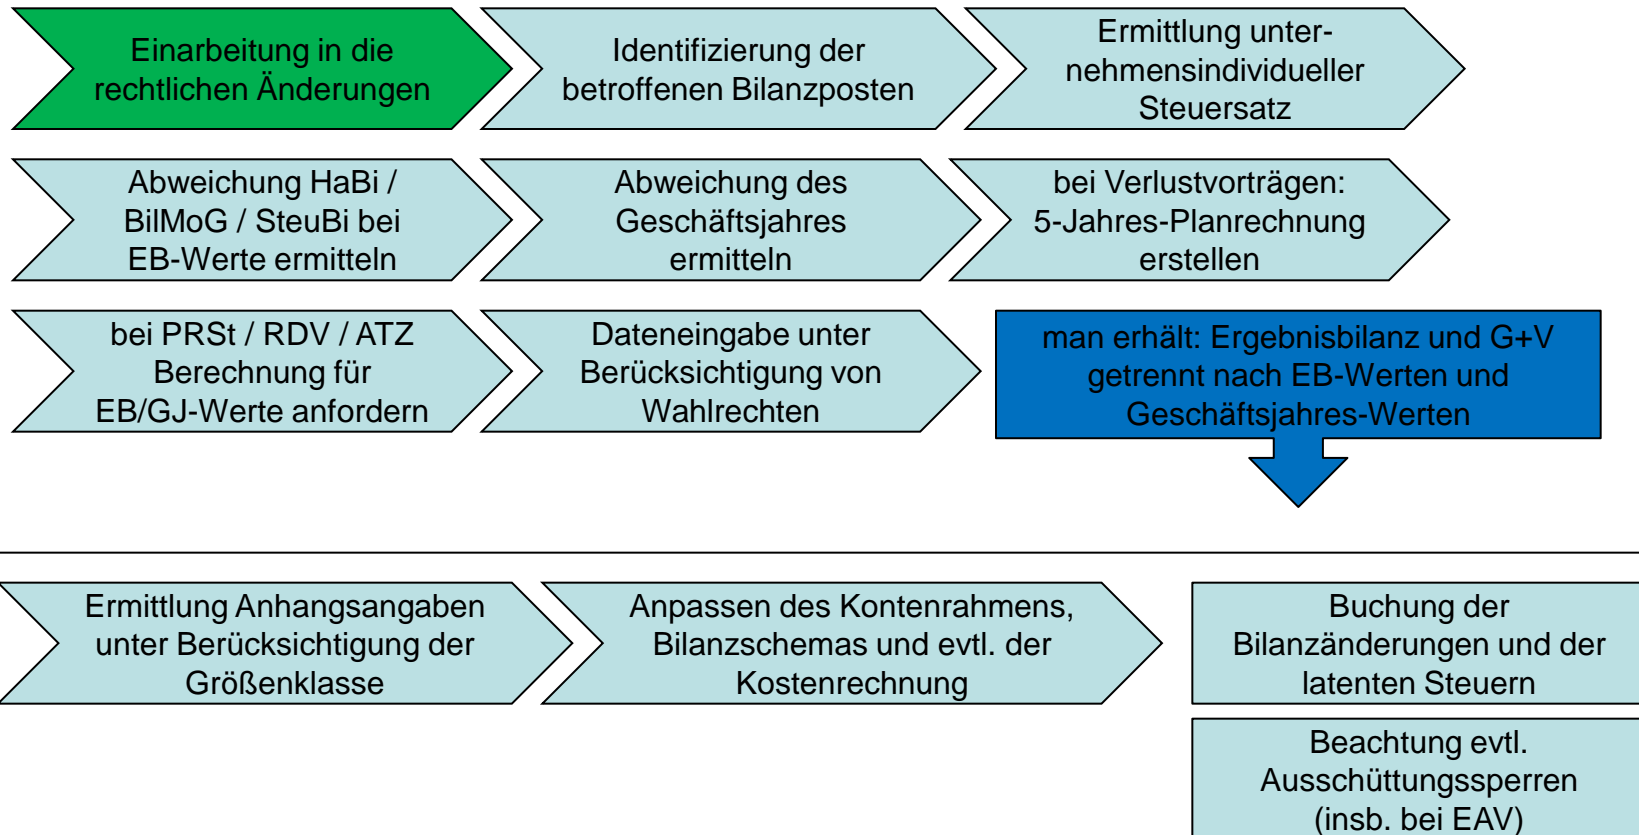 Einarbeitung in die
rechtlichen Änderungen
Identifizierung der
betroffenen Bilanzposten
Ermittlung unter-
nehmensindividueller
Steuersatz
Abweichung HaBi /
BilMoG / SteuBi bei
EB-Werte ermitteln
Abweichung des
Geschäftsjahres
ermitteln
bei Verlustvorträgen:
5-Jahres-Planrechnung
erstellen
bei PRSt / RDV / ATZ
Berechnung für
EB/GJ-Werte anfordern
Dateneingabe unter
Berücksichtigung von
Wahlrechten
man erhält: Ergebnisbilanz und G+V
getrennt nach EB-Werten und
Geschäftsjahres-Werten
Ermittlung Anhangsangaben
unter Berücksichtigung der
Größenklasse
Anpassen des Kontenrahmens,
Bilanzschemas und evtl. der
Kostenrechnung
Buchung der
Bilanzänderungen und der
latenten Steuern
Beachtung evtl.
Ausschüttungssperren
(insb. bei EAV)